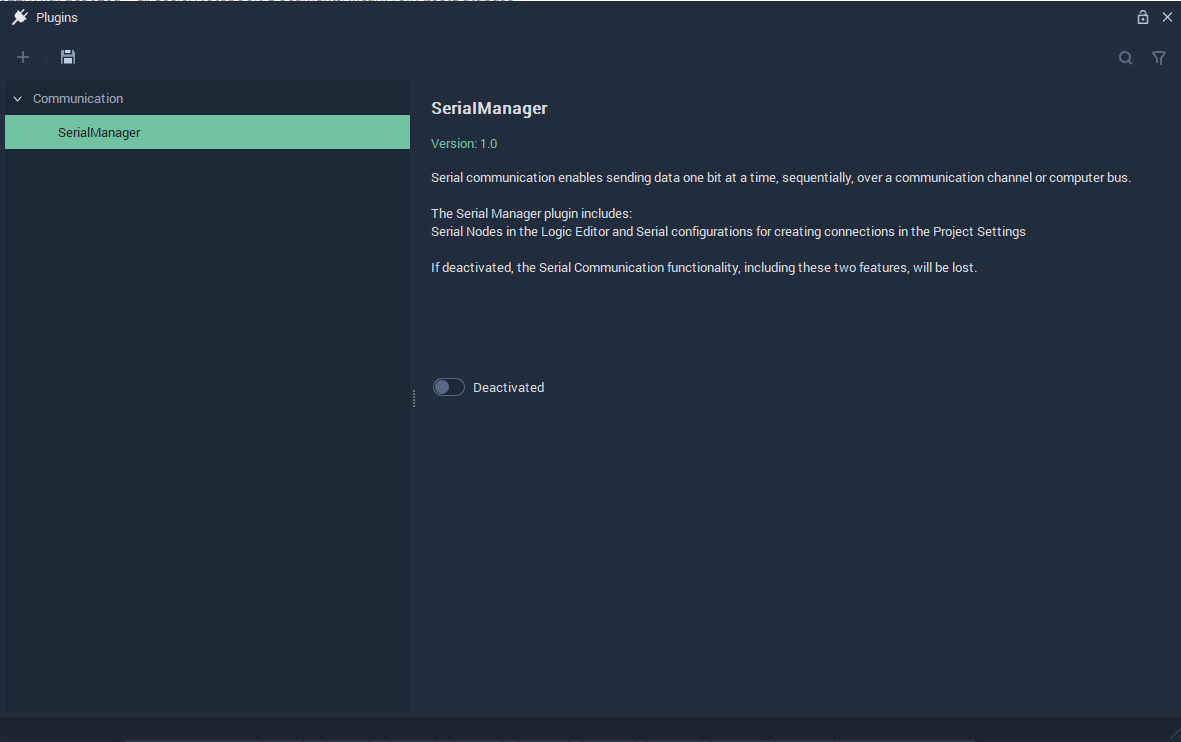 Plugins
Communication
SerialManager
SerialManager
Version: 1.0
Serial communication enables sending data one bit at a time, sequentially, over a communication channel or computer bus.
The Serial Manager plugin includes:
Serial Nodes in the Logic Editor and Serial configurations for creating connections in the Project Settings
If deactivated, the Serial Communication functionality, including these two features, will be lost.
Deactivated